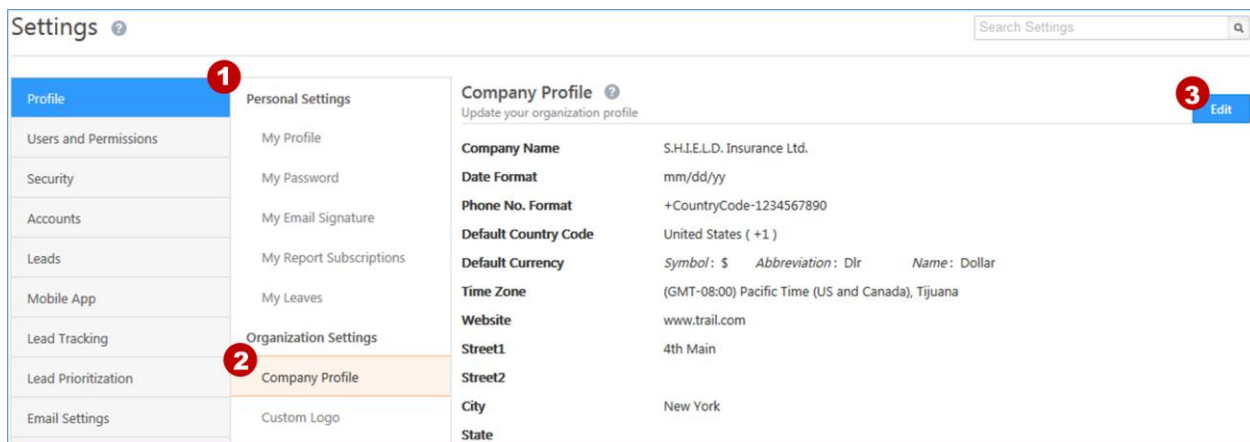 Settings ?
Search Settings
1
Profile
Users and Permissions
Security
Accounts
Leads
Mobile App
Lead Tracking
Lead Prioritization
Email Settings
Personal Settings
My Profile
My Password
My Email Signature
My Report Subscriptions
My Leaves
Organization Settings
2
Company Profile
Custom Logo
Company Profile ?
Update your organization profile
3
Edit
Company Name S.H.I.E.L.D. Insurance Ltd.
Date Format mm/dd/yy
Phone No. Format +CountryCode-1234567890
Default Country Code United States ( +1 )
Default Currency Symbol : $ Abbreviation : Dlr Name : Dollar
Time Zone (GMT-08:00) Pacific Time (US and Canada), Tijuana
Website www.trail.com
Street1 4th Main
Street2
City New York
State